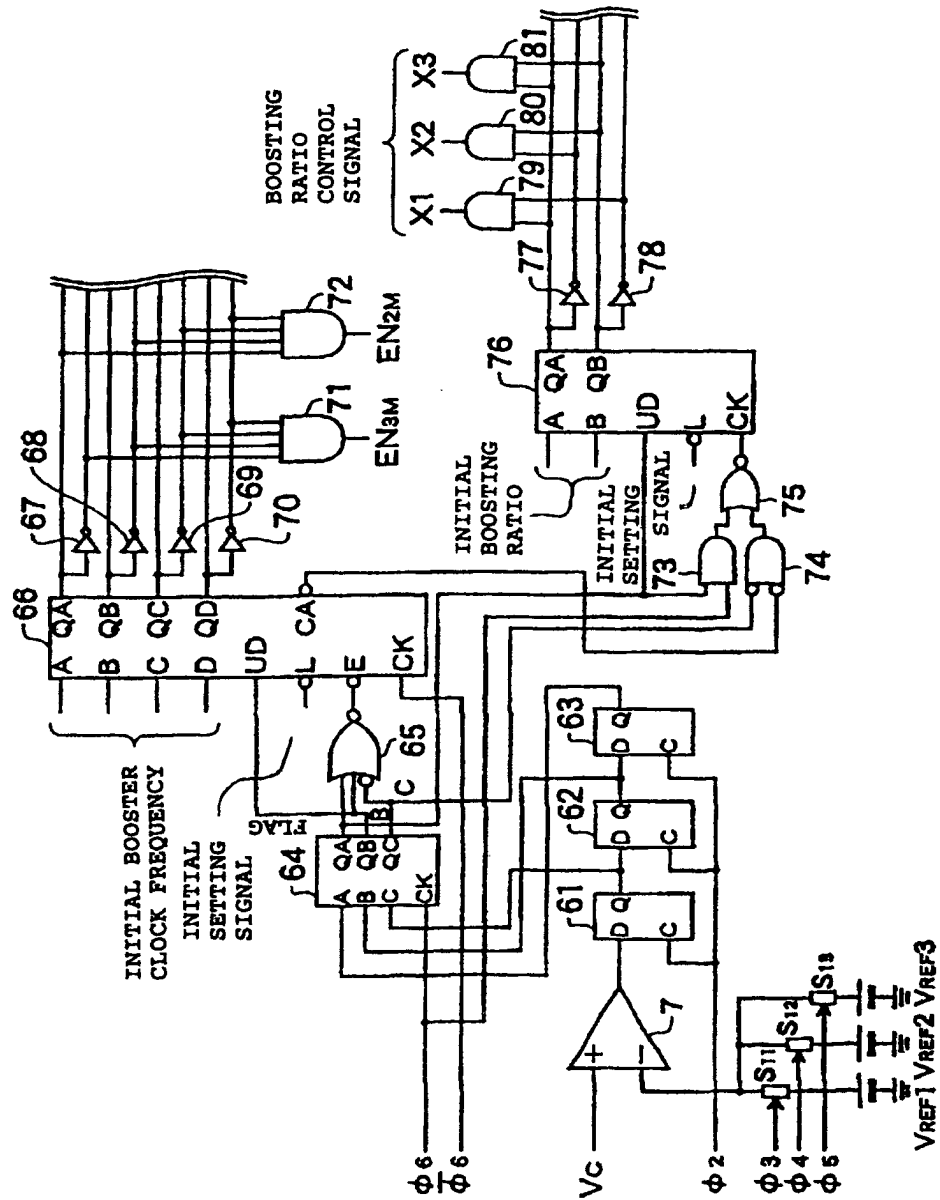 BOOSTING
RATIO
CONTROL
SIGNAL
X1
X2
X3
79
80
81
77
78
76
A
QA
B
QB
UD
L
CK
INITIAL
BOOSTING
RATIO
INITIAL
SETTING
SIGNAL
73
74
75
66
A
QA
B
QB
C
QC
D
QD
UD
L
CA
E
CK
67
68
69
70
71
72
EN3M
EN2M
INITIAL BOOSTER
CLOCK FREQUENCY
INITIAL
SETTING
SIGNAL
FLAG
B
C
65
64
A
QA
B
QB
C
QC
CK
61
D
Q
C
62
D
Q
C
63
D
Q
C
7
+
−
S11
S12
S13
φ6
φ̅6
VC
φ2
φ3
φ4
φ5
VREF1
VREF2
VREF3